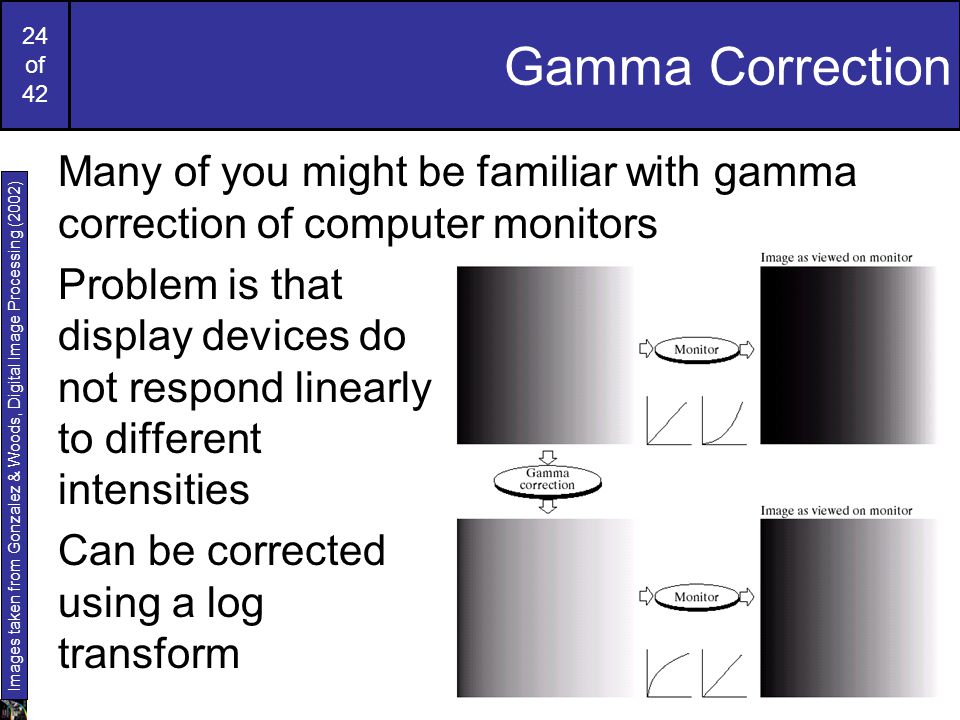 24
of
42
Gamma Correction
Many of you might be familiar with gamma
correction of computer monitors
Problem is that
display devices do
not respond linearly
to different
intensities
Can be corrected
using a log
transform
Image as viewed on monitor
Monitor
Gamma
correction
Image as viewed on monitor
Monitor
Images taken from Gonzalez & Woods, Digital Image Processing (2002)